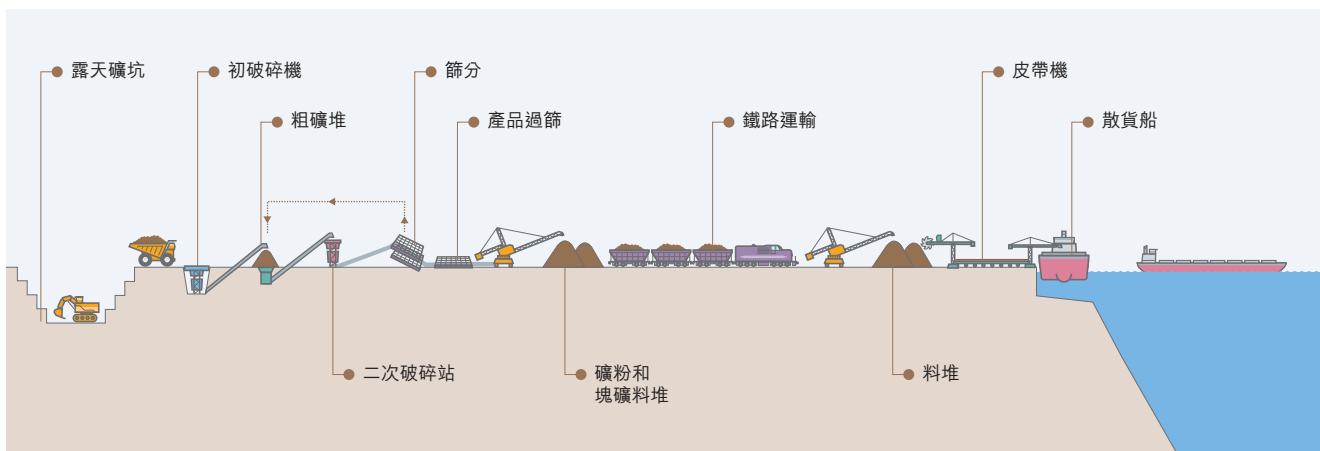 露天礦坑
初破碎機
篩分
皮帶機
粗礦堆
產品過篩
鐵路運輸
散貨船
二次破碎站
礦粉和
塊礦料堆
料堆